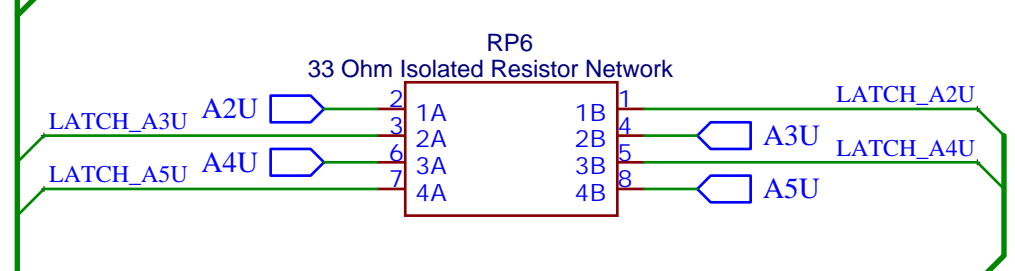 RP6
33 Ohm Isolated Resistor Network
A2U 2 1A 1B 1 LATCH_A2U
LATCH_A3U 3 2A 2B 4 A3U
A4U 6 3A 3B 5 LATCH_A4U
LATCH_A5U 7 4A 4B 8 A5U